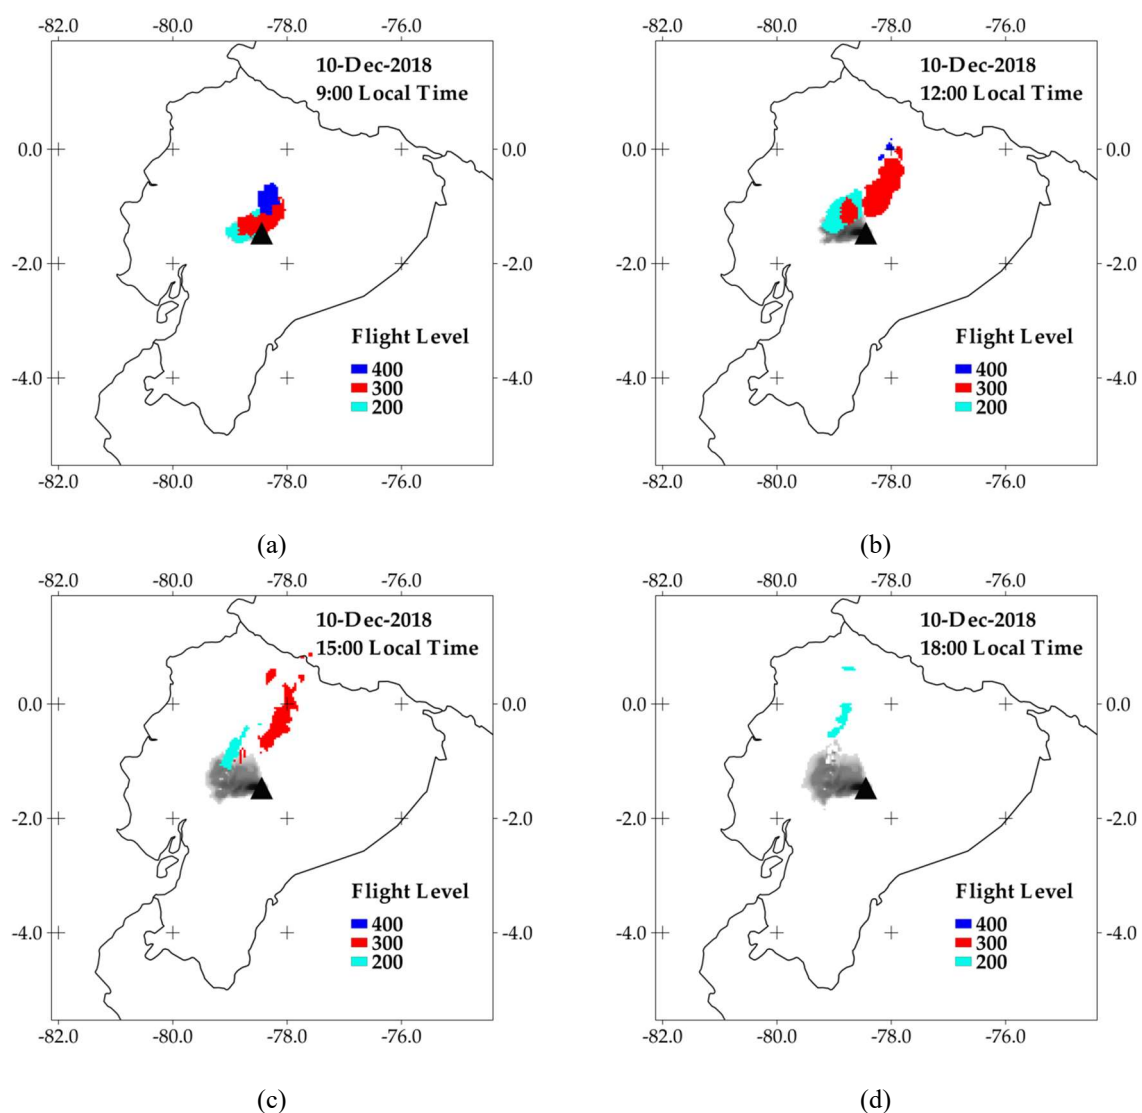 -82.0 -80.0 -78.0 -76.0
10-Dec-2018
9:00 Local Time
0.0 0.0
-2.0 -2.0
Flight Level
400
300
200
-4.0 -4.0
-82.0 -80.0 -78.0 -76.0
(a)
-82.0 -80.0 -78.0 -76.0
10-Dec-2018
12:00 Local Time
0.0 0.0
-2.0 -2.0
Flight Level
400
300
200
-4.0 -4.0
-82.0 -80.0 -78.0 -76.0
(b)
-82.0 -80.0 -78.0 -76.0
10-Dec-2018
15:00 Local Time
0.0 0.0
-2.0 -2.0
Flight Level
400
300
200
-4.0 -4.0
-82.0 -80.0 -78.0 -76.0
(c)
-82.0 -80.0 -78.0 -76.0
10-Dec-2018
18:00 Local Time
0.0 0.0
-2.0 -2.0
Flight Level
400
300
200
-4.0 -4.0
-82.0 -80.0 -78.0 -76.0
(d)